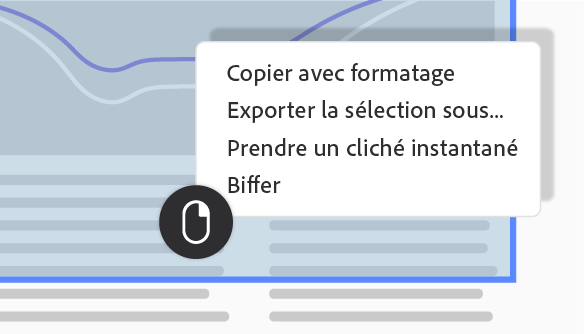 Copier avec formatage
Exporter la sélection sous...
Prendre un cliché instantané
Biffer